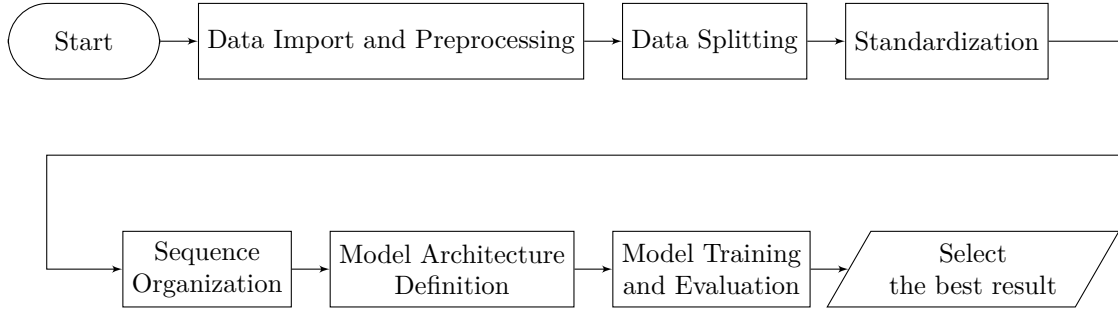 Start
Data Import and Preprocessing
Data Splitting
Standardization
Sequence
Organization
Model Architecture
Definition
Model Training
and Evaluation
Select
the best result